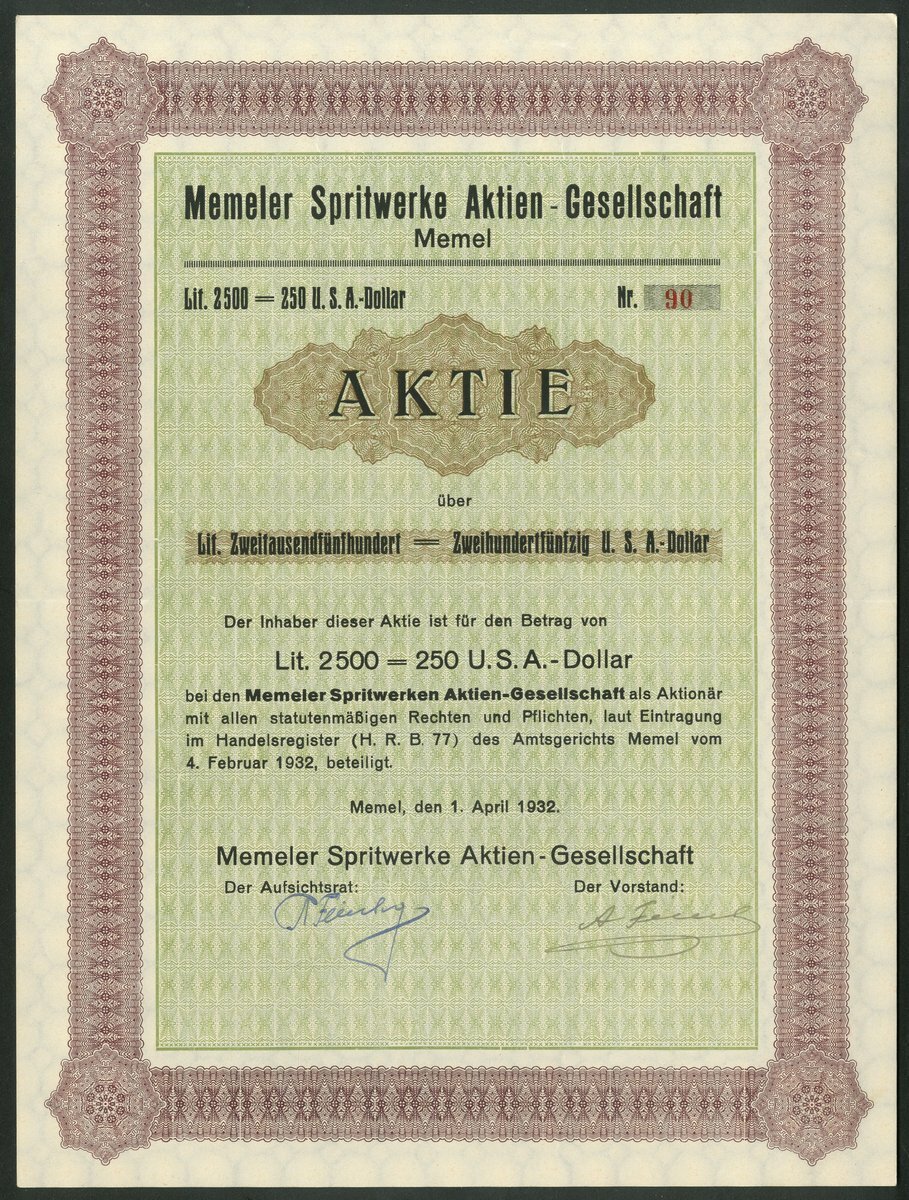 Memeler Spritwerke Aktien-Gesellschaft
Memel
Lit. 2500 = 250 U. S. A.-Dollar Nr. 90
AKTIE
über
Lit. Zweitausendfünfhundert = Zweihundertfünfzig U. S. A.-Dollar
Der Inhaber dieser Aktie ist für den Betrag von
Lit. 2500 = 250 U. S. A.-Dollar
bei den Memeler Spritwerken Aktien-Gesellschaft als Aktionär
mit allen statutenmäßigen Rechten und Pflichten, laut Eintragung
im Handelsregister (H. R. B. 77) des Amtsgerichts Memel vom
4. Februar 1932, beteiligt.
Memel, den 1. April 1932.
Memeler Spritwerke Aktien-Gesellschaft
Der Aufsichtsrat: Der Vorstand: